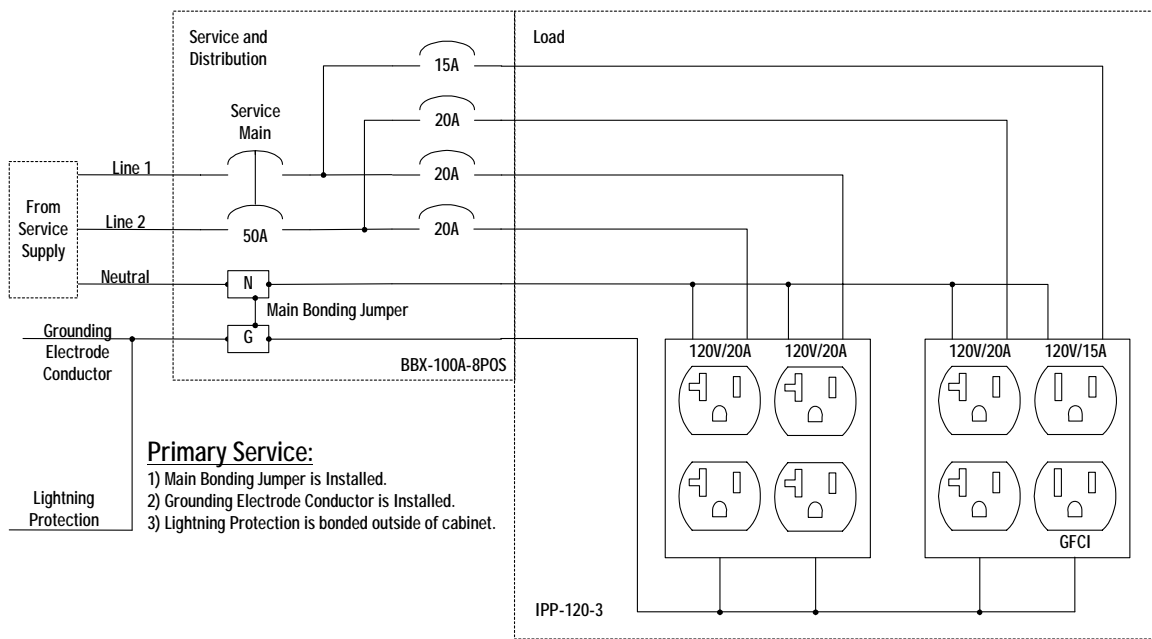 Service and
Distribution
Load
15A
Service
Main
20A
Line 1
20A
From
Service
Supply
Line 2
50A
20A
Neutral
N
Main Bonding Jumper
Grounding
Electrode
Conductor
G
BBX-100A-8POS
120V/20A 120V/20A
120V/20A 120V/15A
Primary Service:
1) Main Bonding Jumper is Installed.
2) Grounding Electrode Conductor is Installed.
3) Lightning Protection is bonded outside of cabinet.
Lightning
Protection
GFCI
IPP-120-3